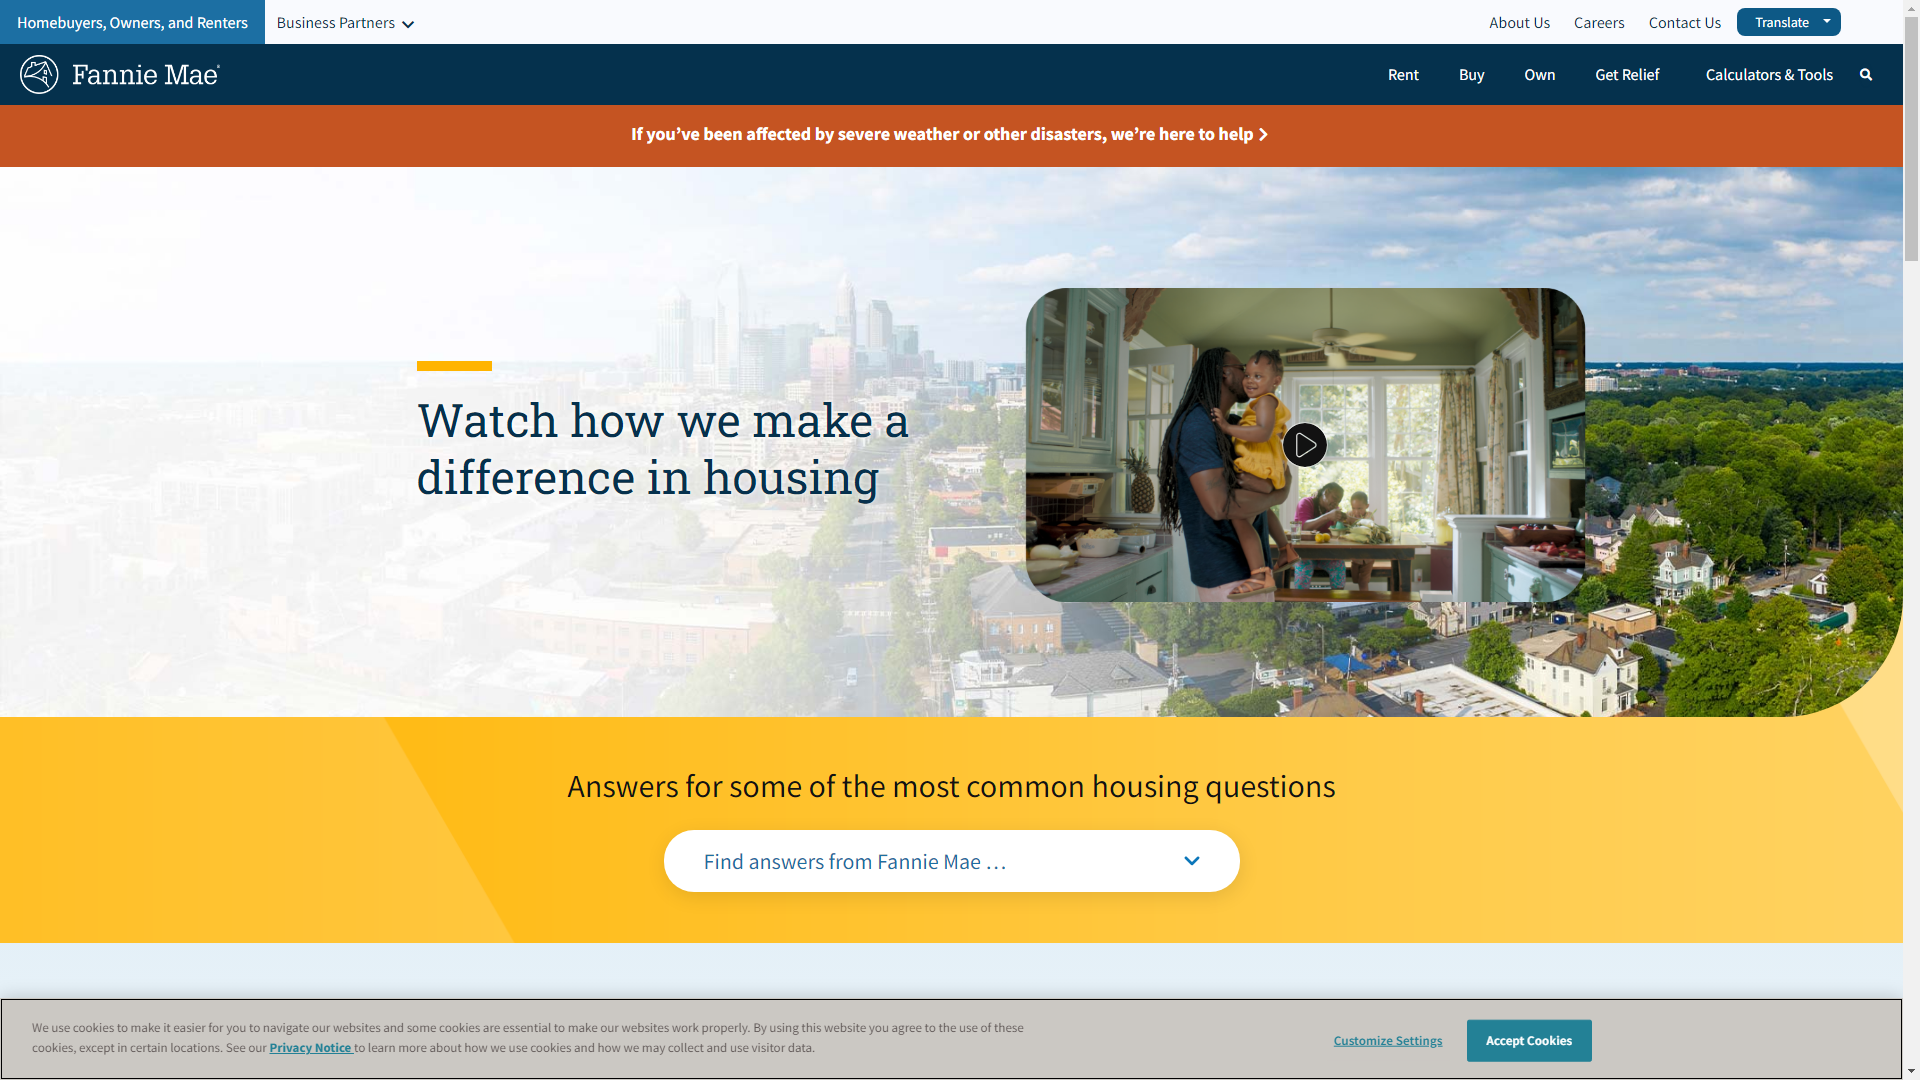 Homebuyers, Owners, and Renters
Business Partners
About Us
Careers
Contact Us
Translate
Fannie Mae®
Rent
Buy
Own
Get Relief
Calculators & Tools
If you’ve been affected by severe weather or other disasters, we’re here to help
Watch how we make a
difference in housing
Answers for some of the most common housing questions
Find answers from Fannie Mae …
We use cookies to make it easier for you to navigate our websites and some cookies are essential to make our websites work properly. By using this website you agree to the use of these
cookies, except in certain locations. See our Privacy Notice to learn more about how we use cookies and how we may collect and use visitor data.
Customize Settings
Accept Cookies